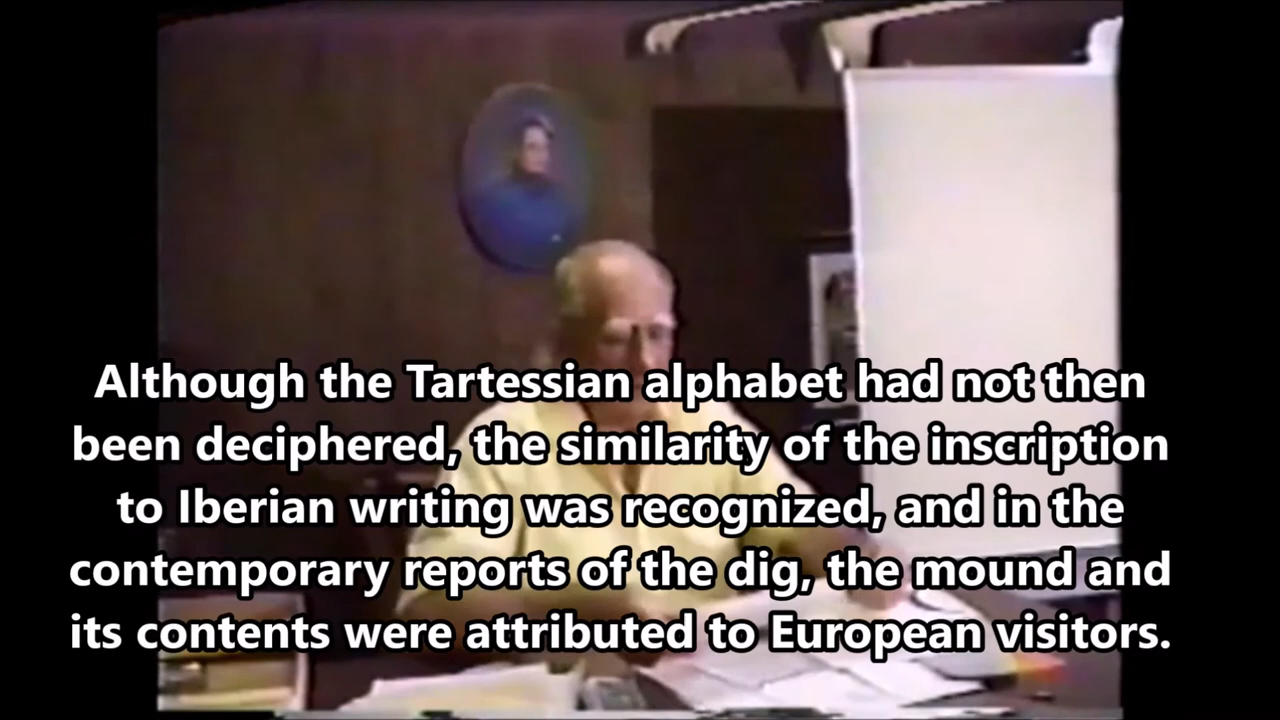 Although the Tartessian alphabet had not then
been deciphered, the similarity of the inscription
to Iberian writing was recognized, and in the
contemporary reports of the dig, the mound and
its contents were attributed to European visitors.